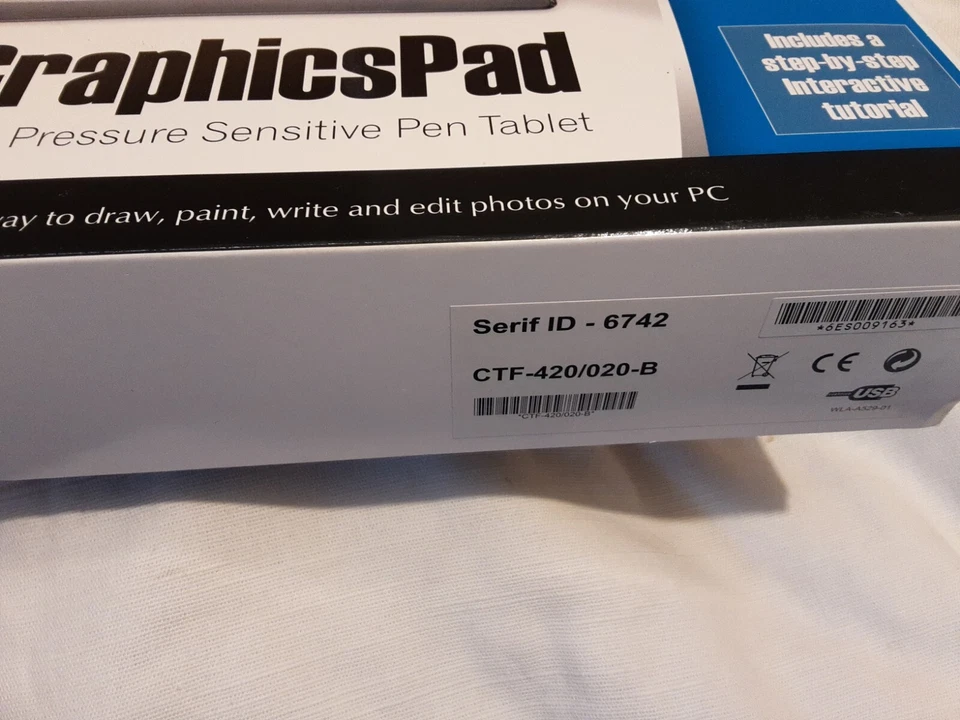 GraphicsPad
Pressure Sensitive Pen Tablet
Includes a
step-by-step
Interactive
tutorial
way to draw, paint, write and edit photos on your PC
Serif ID - 6742
*6ES009163*
CTF-420/020-B
CE
*CTF-420/020-B*
USB
WLA-A529-01